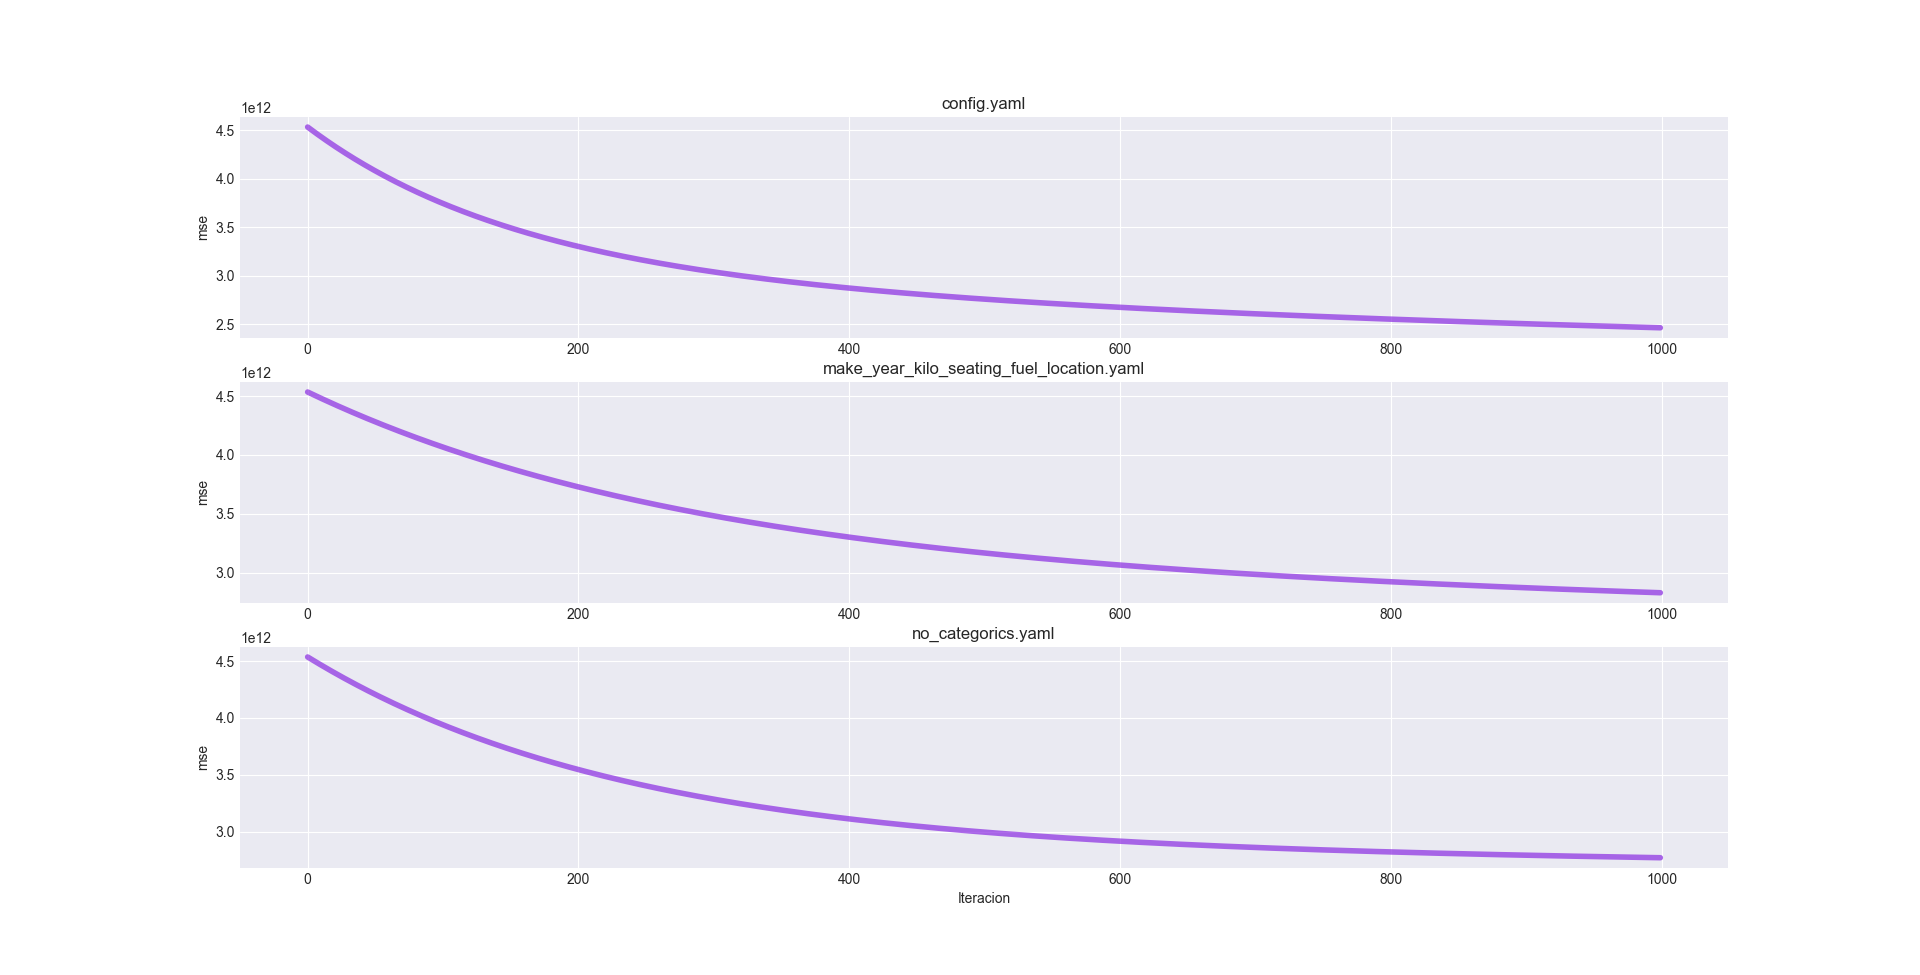 config.yaml
1e12
4.5
4.0
3.5
3.0
2.5
mse
0 200 400 600 800 1000
make_year_kilo_seating_fuel_location.yaml
1e12
4.5
4.0
3.5
3.0
mse
0 200 400 600 800 1000
no_categorics.yaml
1e12
4.5
4.0
3.5
3.0
mse
0 200 400 600 800 1000
Iteracion